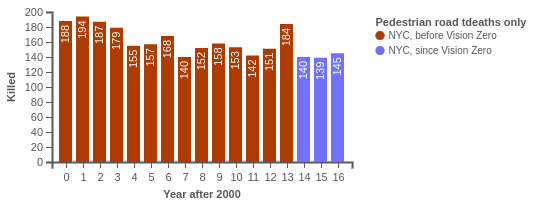 200
180
160
140
120
100
80
60
40
20
0
Killed
188 194 187 179 155 157 168 140 152 158 153 142 151 184 140 139 145
0 1 2 3 4 5 6 7 8 9 10 11 12 13 14 15 16
Year after 2000
Pedestrian road tdeaths only
NYC, before Vision Zero
NYC, since Vision Zero